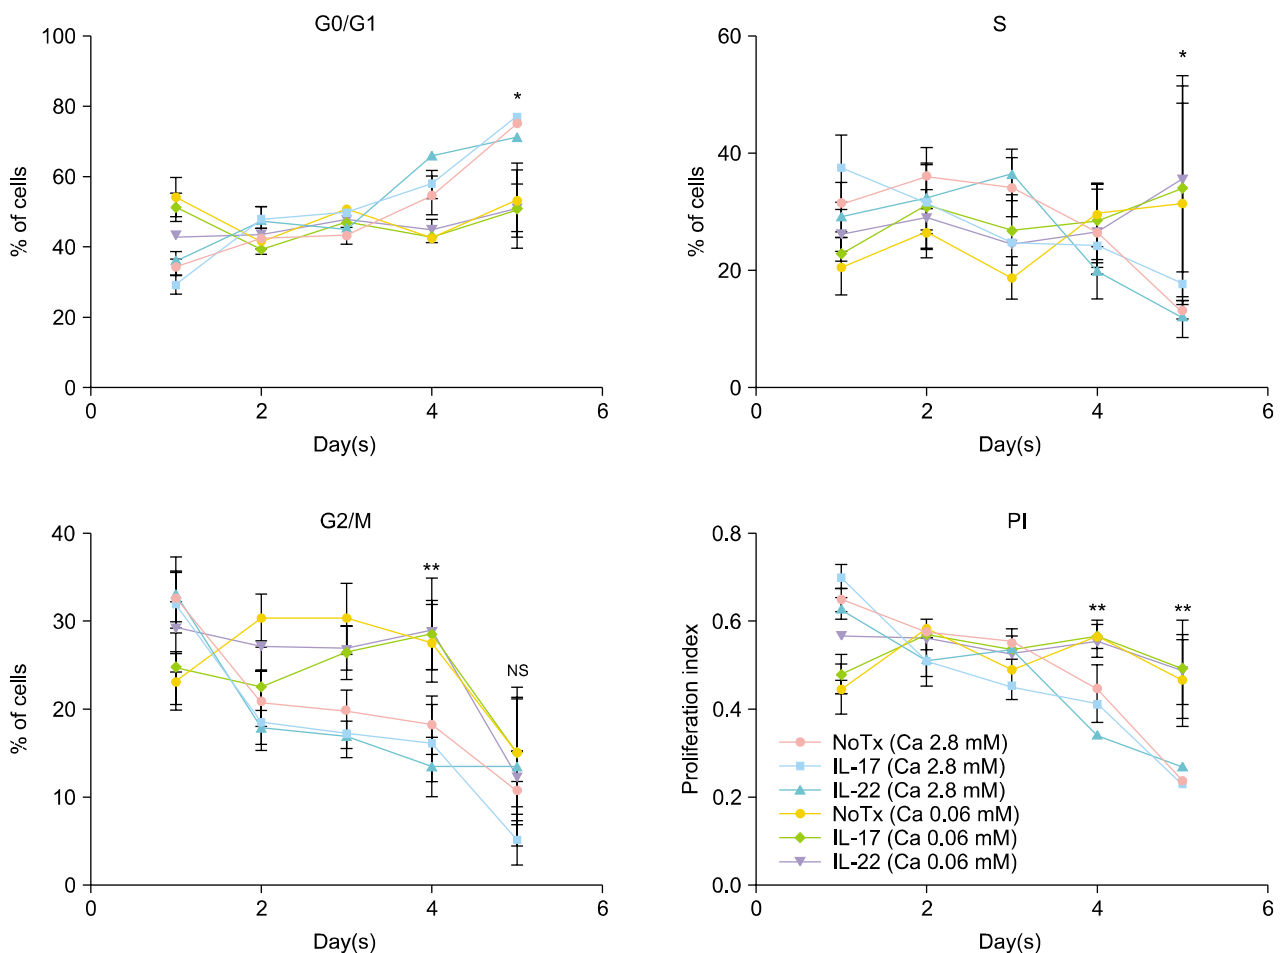 G0/G1
% of cells
100
80
60
40
20
0
*
0 2 4 6
Day(s)
S
% of cells
60
40
20
0
*
0 2 4 6
Day(s)
G2/M
% of cells
40
30
20
10
0
**
NS
0 2 4 6
Day(s)
PI
Proliferation index
0.8
0.6
0.4
0.2
0.0
** **
NoTx (Ca 2.8 mM)
IL-17 (Ca 2.8 mM)
IL-22 (Ca 2.8 mM)
NoTx (Ca 0.06 mM)
IL-17 (Ca 0.06 mM)
IL-22 (Ca 0.06 mM)
0 2 4 6
Day(s)